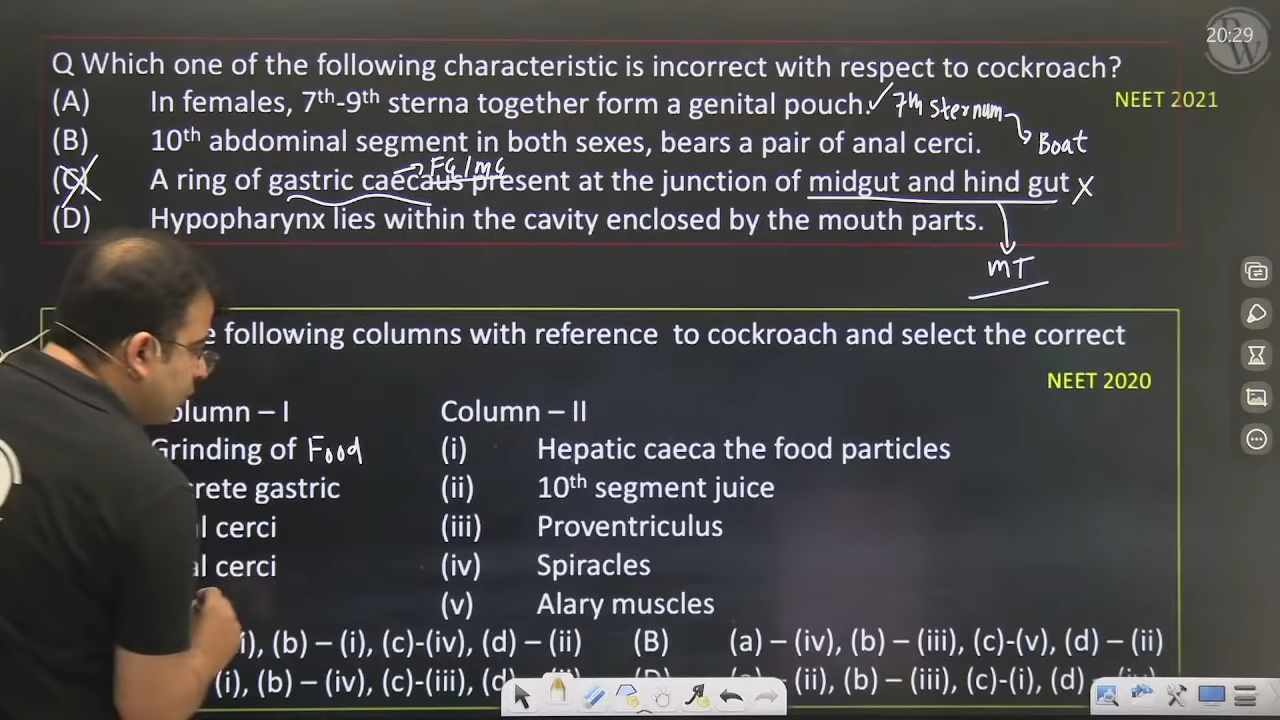 20:29
Q Which one of the following characteristic is incorrect with respect to cockroach?
NEET 2021
(A) In females, 7th-9th sterna together form a genital pouch. ✓ 7th sternum
Boat
(B) 10th abdominal segment in both sexes, bears a pair of anal cerci.
FG/MG
(C) A ring of gastric caecaus present at the junction of midgut and hind gut X
(D) Hypopharynx lies within the cavity enclosed by the mouth parts.
MT
following columns with reference to cockroach and select the correct
NEET 2020
Column – I Column – II
Grinding of Food (i) Hepatic caeca the food particles
gastric (ii) 10th segment juice
cerci (iii) Proventriculus
cerci (iv) Spiracles
(v) Alary muscles
(b) – (i), (c)-(iv), (d) – (ii) (B) (a) – (iv), (b) – (iii), (c)-(v), (d) – (ii)
(i), (b) – (iv), (c)-(iii), (ii), (b) – (iii), (c)-(i), (d)